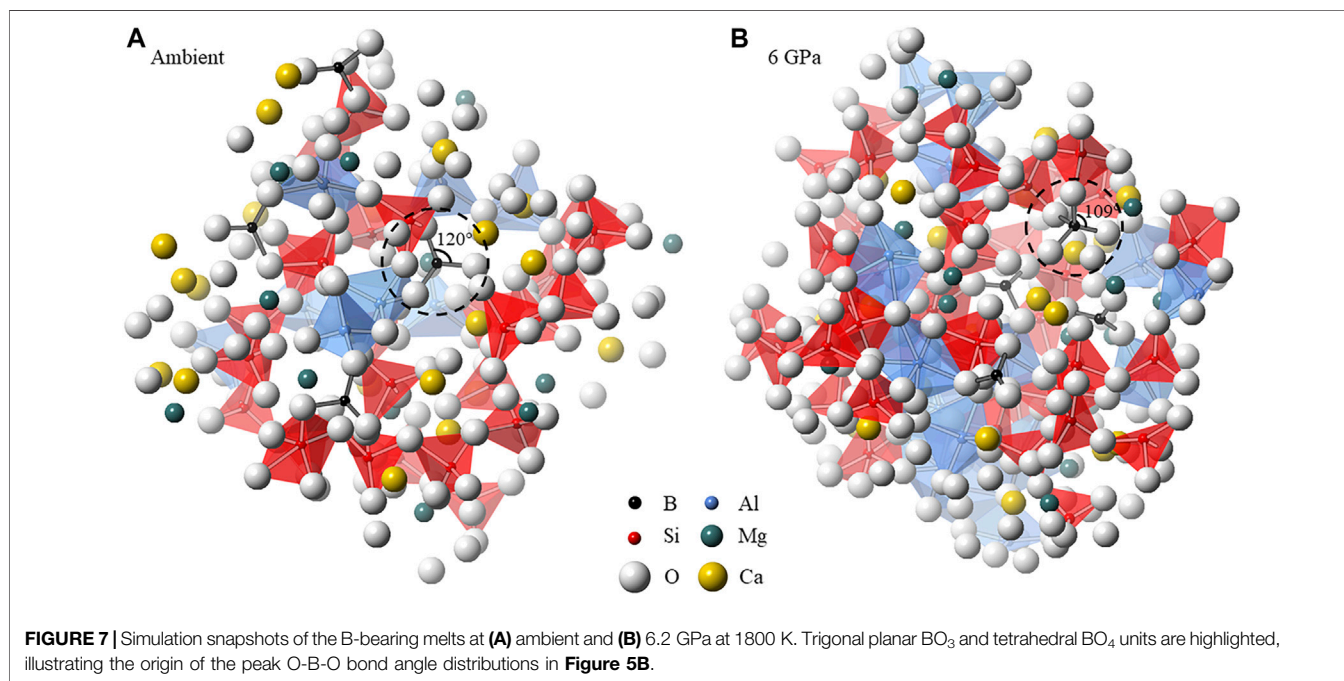 A
Ambient
120°
B
6 GPa
109°
B
Al
Si
Mg
O
Ca
FIGURE 7 | Simulation snapshots of the B-bearing melts at (A) ambient and (B) 6.2 GPa at 1800 K. Trigonal planar BO₃ and tetrahedral BO₄ units are highlighted,
illustrating the origin of the peak O-B-O bond angle distributions in Figure 5B.